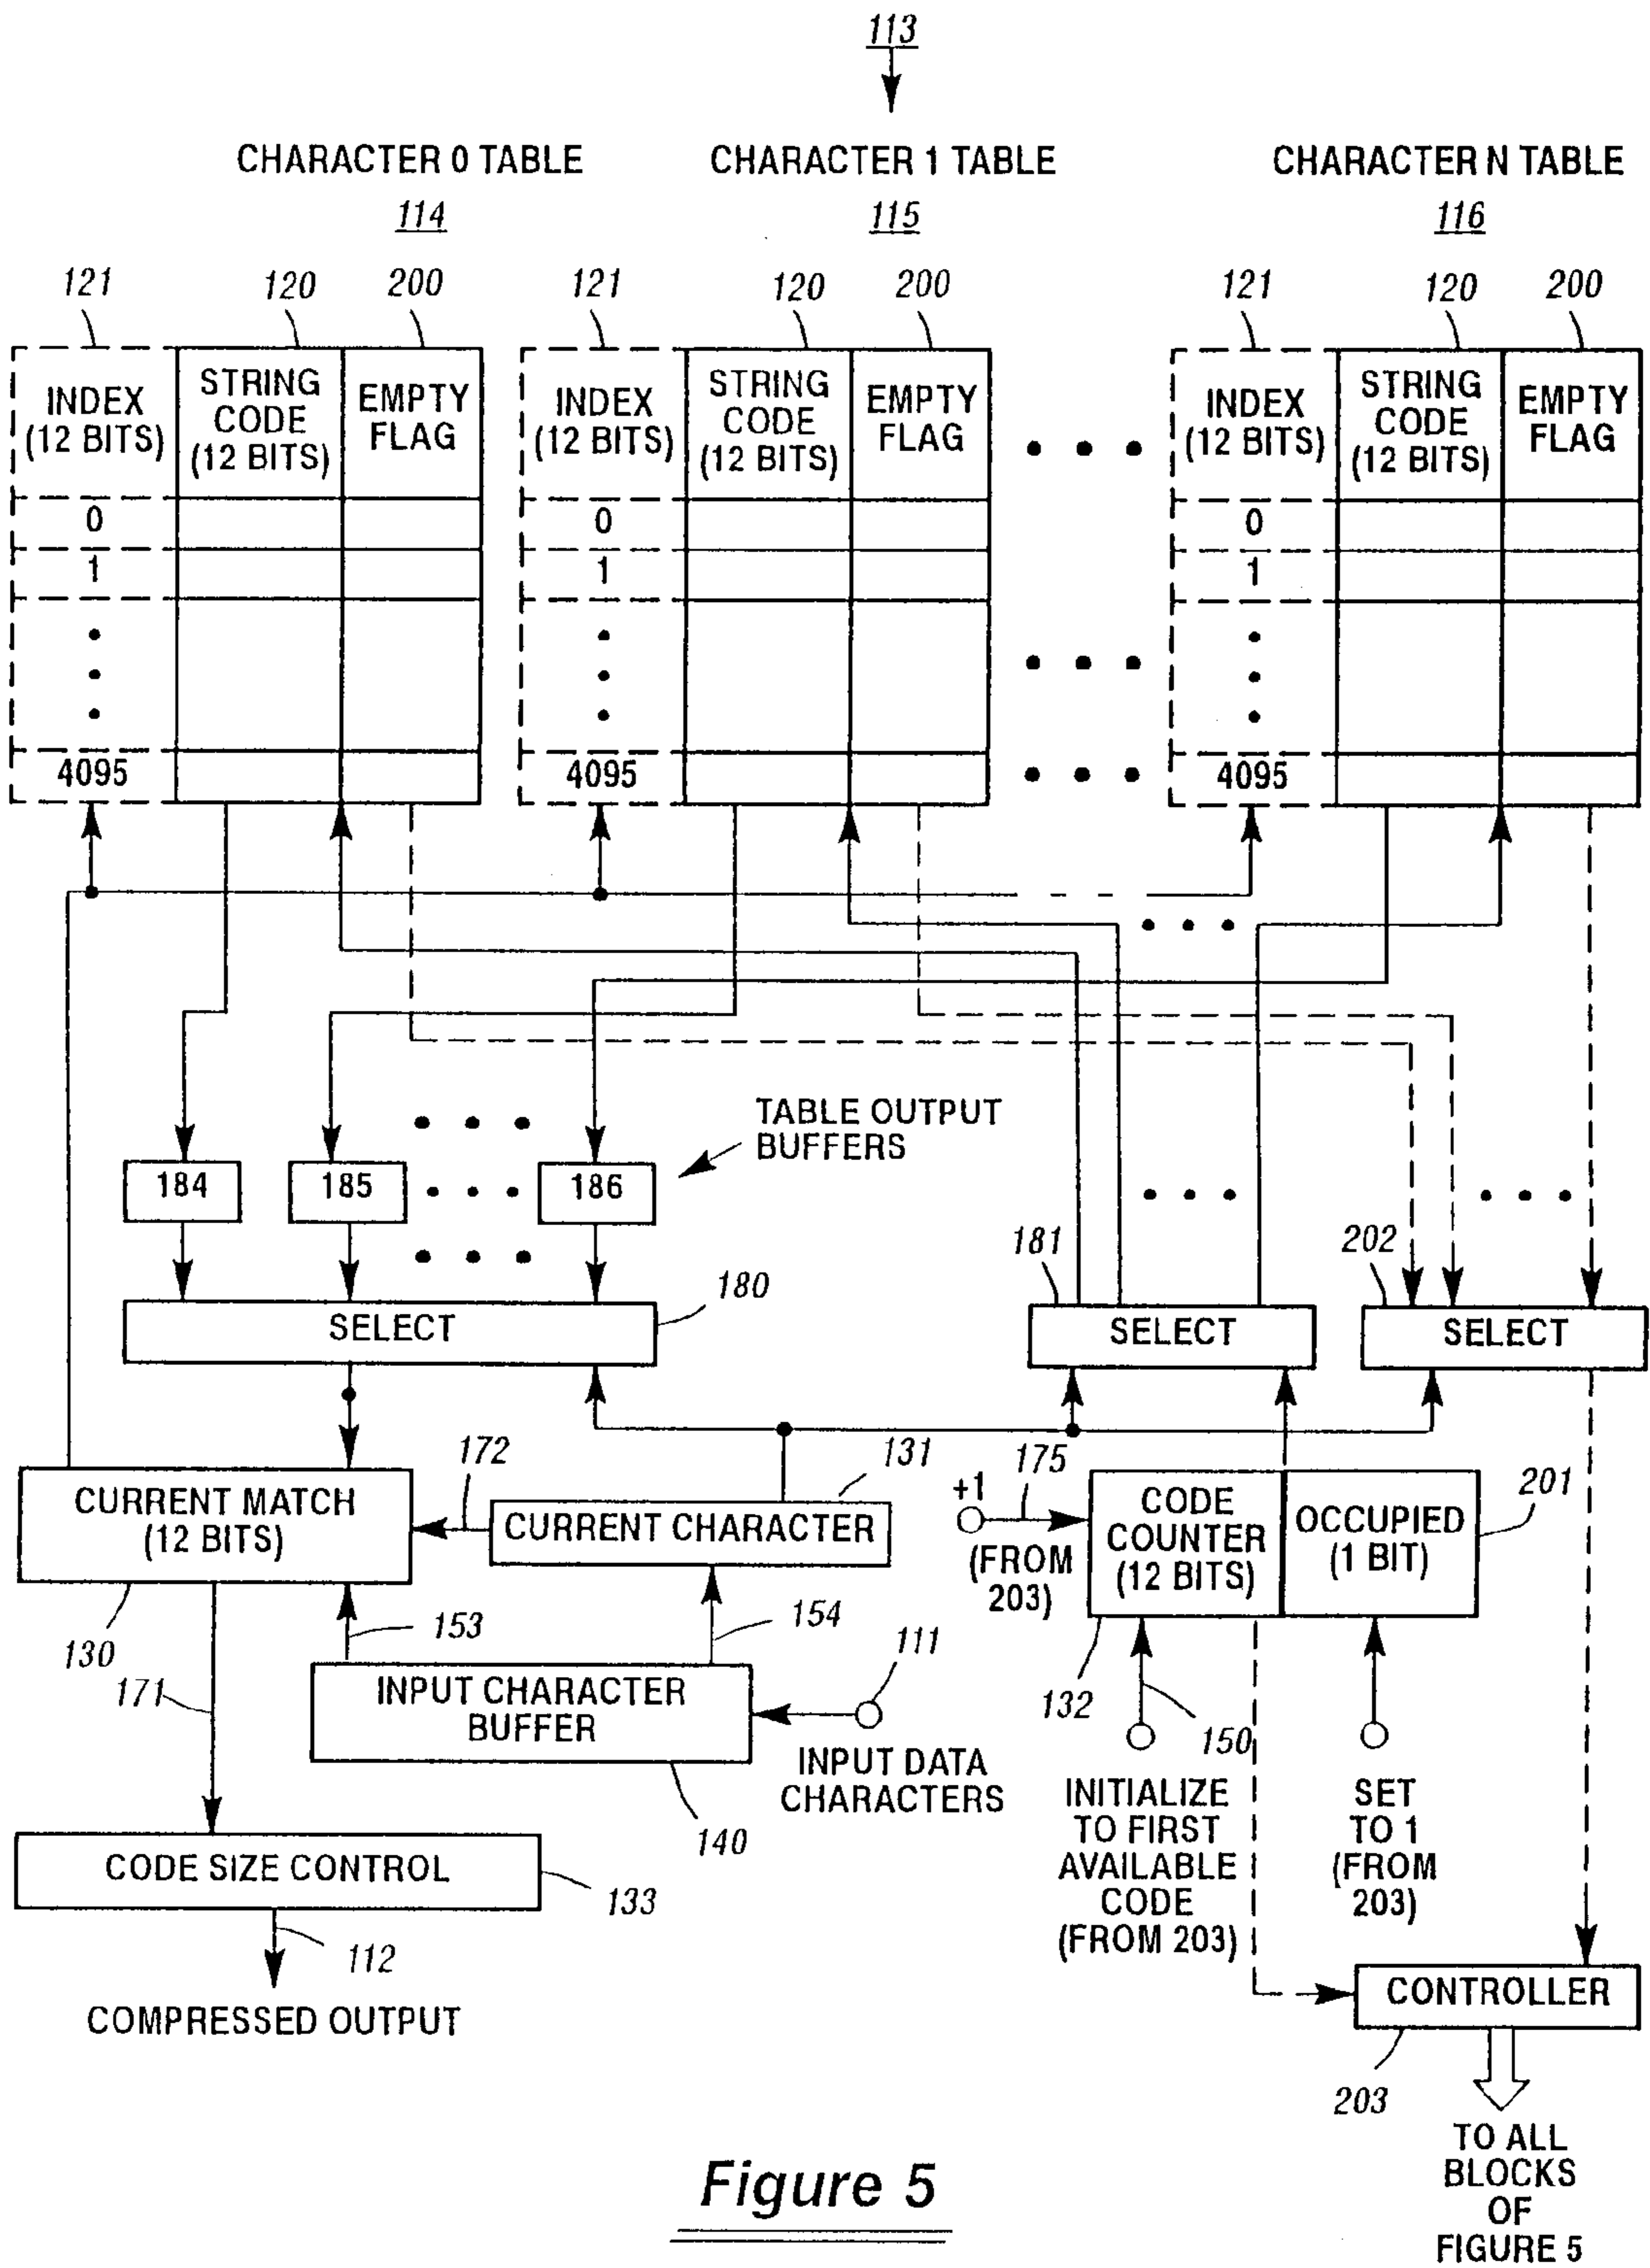 113
CHARACTER 0 TABLE
CHARACTER 1 TABLE
CHARACTER N TABLE
114
115
116
121
120
200
121
120
200
121
120
200
INDEX
(12 BITS)
STRING
CODE
(12 BITS)
EMPTY
FLAG
INDEX
(12 BITS)
STRING
CODE
(12 BITS)
EMPTY
FLAG
INDEX
(12 BITS)
STRING
CODE
(12 BITS)
EMPTY
FLAG
0
0
0
1
1
1
4095
4095
4095
TABLE OUTPUT
BUFFERS
184
185
186
181
202
180
SELECT
SELECT
SELECT
172
131
175
+1
(FROM
203)
201
CURRENT MATCH
(12 BITS)
CURRENT CHARACTER
CODE
COUNTER
(12 BITS)
OCCUPIED
(1 BIT)
130
153
154
111
132
150
171
INPUT CHARACTER
BUFFER
INPUT DATA
CHARACTERS
140
INITIALIZE
TO FIRST
AVAILABLE
CODE
(FROM 203)
SET
TO 1
(FROM
203)
CODE SIZE CONTROL
133
112
COMPRESSED OUTPUT
CONTROLLER
203
TO ALL
BLOCKS
OF
FIGURE 5
Figure 5